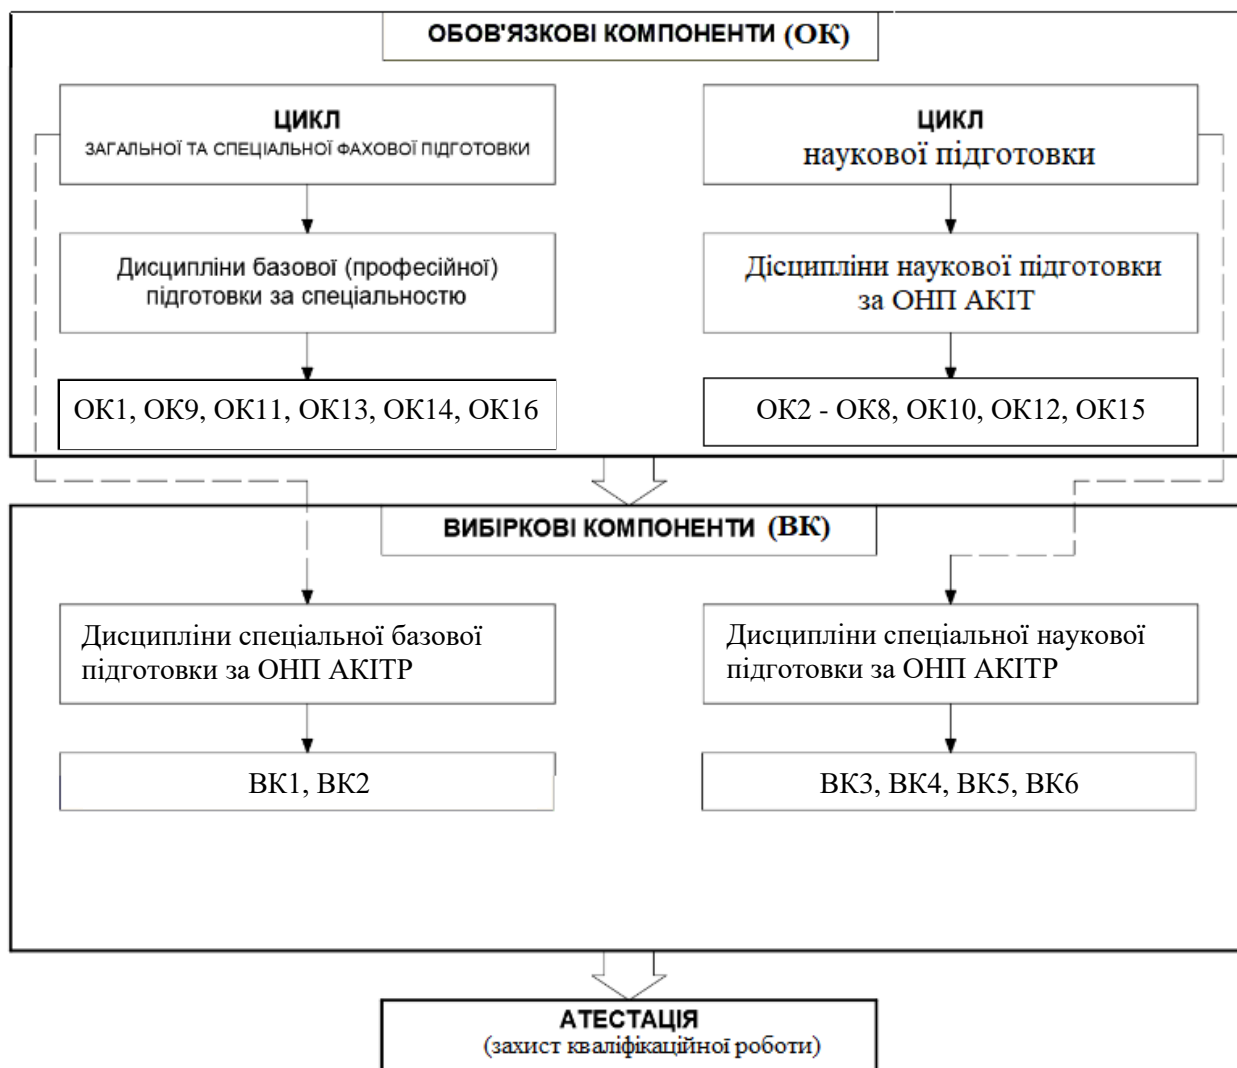 ОБОВ'ЯЗКОВІ КОМПОНЕНТИ (ОК)
ЦИКЛ
ЗАГАЛЬНОЇ ТА СПЕЦІАЛЬНОЇ ФАХОВОЇ ПІДГОТОВКИ
ЦИКЛ
наукової підготовки
Дисципліни базової (професійної)
підготовки за спеціальностю
Дісципліни наукової підготовки
за ОНП АКІТ
ОК1, ОК9, ОК11, ОК13, ОК14, ОК16
ОК2 - ОК8, ОК10, ОК12, ОК15
ВИБІРКОВІ КОМПОНЕНТИ (ВК)
Дисципліни спеціальної базової
підготовки за ОНП АКІТР
Дисципліни спеціальної наукової
підготовки за ОНП АКІТР
ВК1, ВК2
ВК3, ВК4, ВК5, ВК6
АТЕСТАЦІЯ
(захист кваліфікаційної роботи)